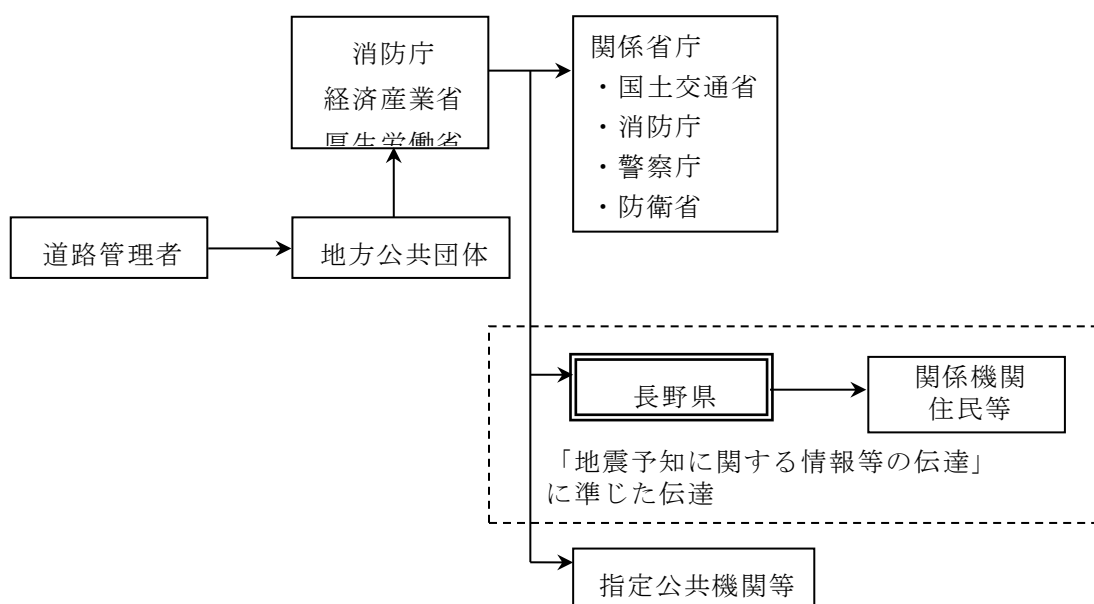 消防庁
経済産業省
厚生労働省
関係省庁
・国土交通省
・消防庁
・警察庁
・防衛省
道路管理者
地方公共団体
長野県
関係機関
住民等
「地震予知に関する情報等の伝達」
に準じた伝達
指定公共機関等